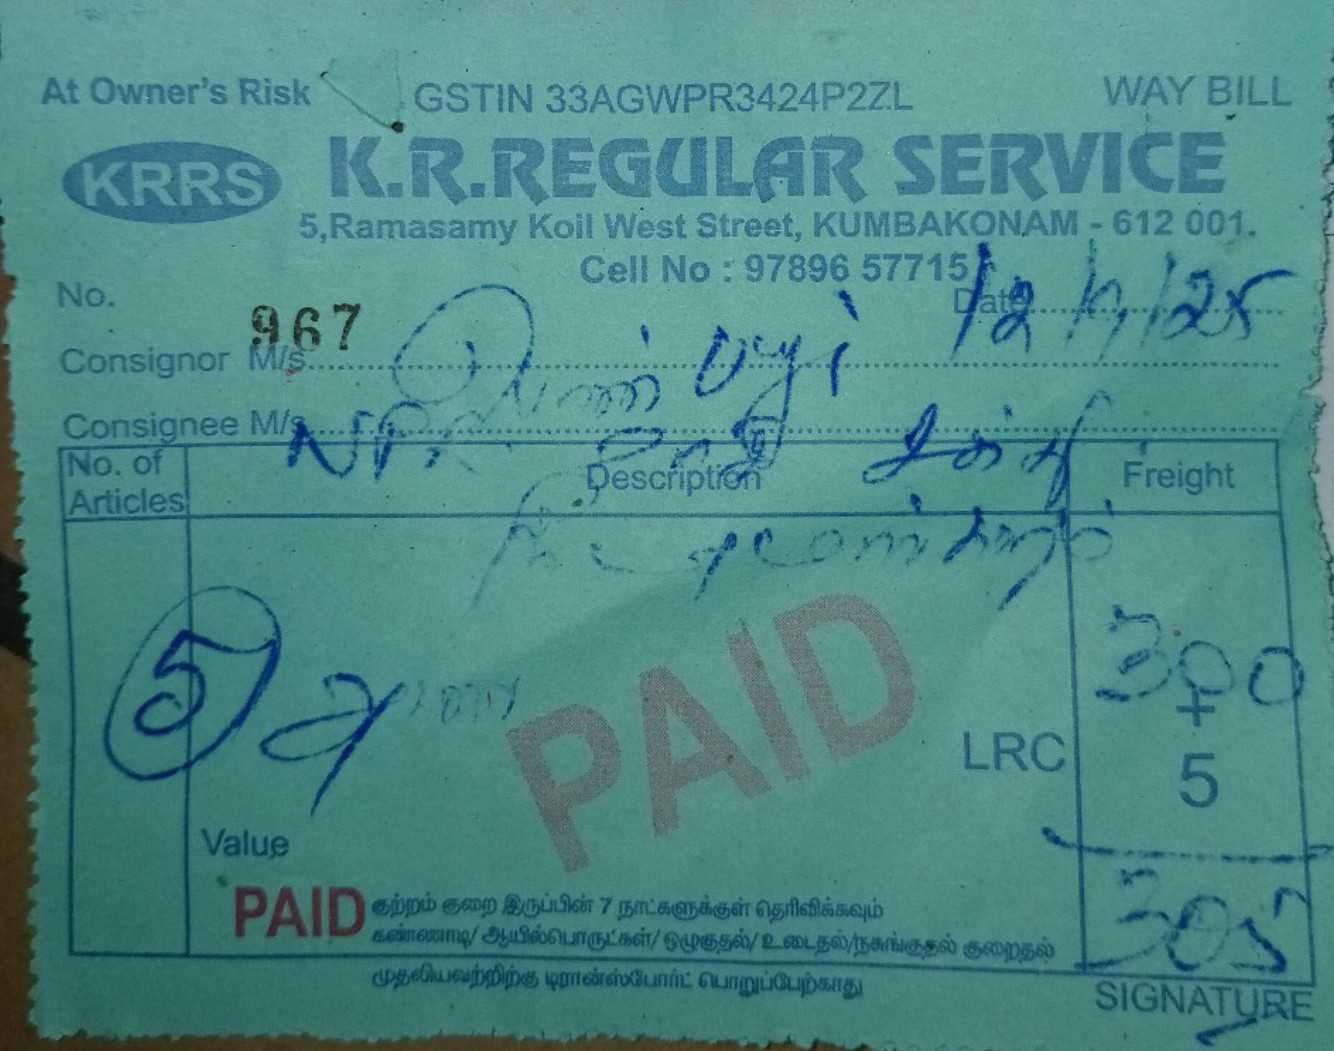 At Owner's Risk GSTIN 33AGWPR3424P2ZL WAY BILL
KRRS K.R.REGULAR SERVICE
5,Ramasamy Koil West Street, KUMBAKONAM - 612 001.
Cell No : 97896 57715
No. 967 Date 12/7/25
Consignor M/s
Consignee M/s
No. of Articles Description Freight
5
300
+
LRC 5
Value
305
PAID
PAID குற்றம் குறை இருப்பின் 7 நாட்களுக்குள் தெரிவிக்கவும்
கண்ணாடி/ ஆயில்பொருட்கள்/ ஒழுகுதல்/ உடைதல்/நசுங்குதல் குறைதல்
முதலியவற்றிற்கு டிரான்ஸ்போர்ட் பொறுப்பேற்காது
SIGNATURE